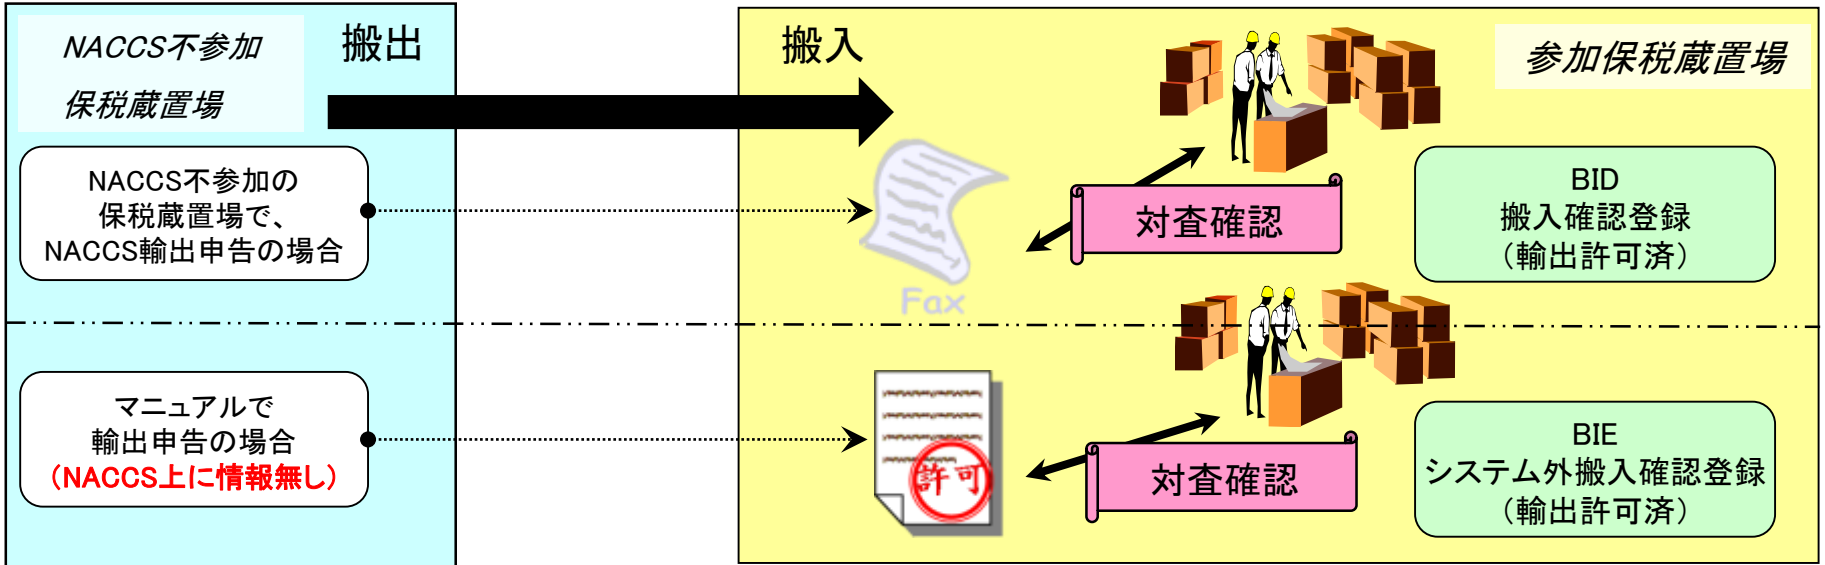 NACCS不参加
保税蔵置場
搬出
搬入
参加保税蔵置場
NACCS不参加の
保税蔵置場で、
NACCS輸出申告の場合
Fax
対査確認
BID
搬入確認登録
(輸出許可済)
マニュアルで
輸出申告の場合
(NACCS上に情報無し)
許可
対査確認
BIE
システム外搬入確認登録
(輸出許可済)